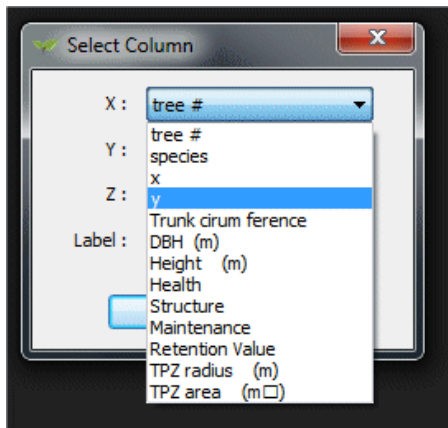 Select Column
X :
tree #
tree #
Y :
species
x
Z :
y
Trunk cirum ference
Label :
DBH (m)
Height (m)
Health
Structure
Maintenance
Retention Value
TPZ radius (m)
TPZ area (m□)